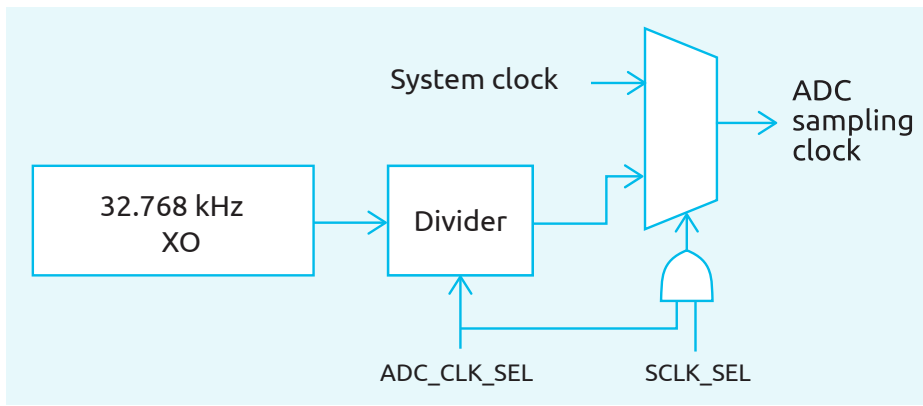 System clock
ADC
sampling
clock
32.768 kHz
XO
Divider
ADC_CLK_SEL
SCLK_SEL